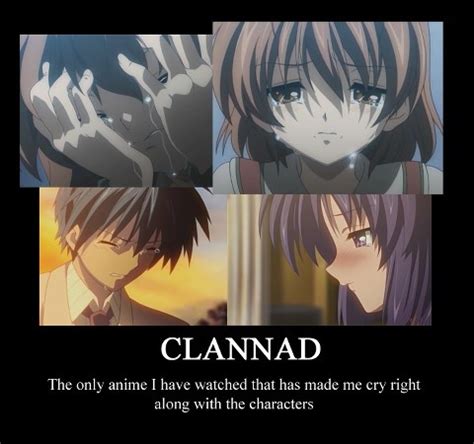 CLANNAD
The only anime I have watched that has made me cry right
along with the characters